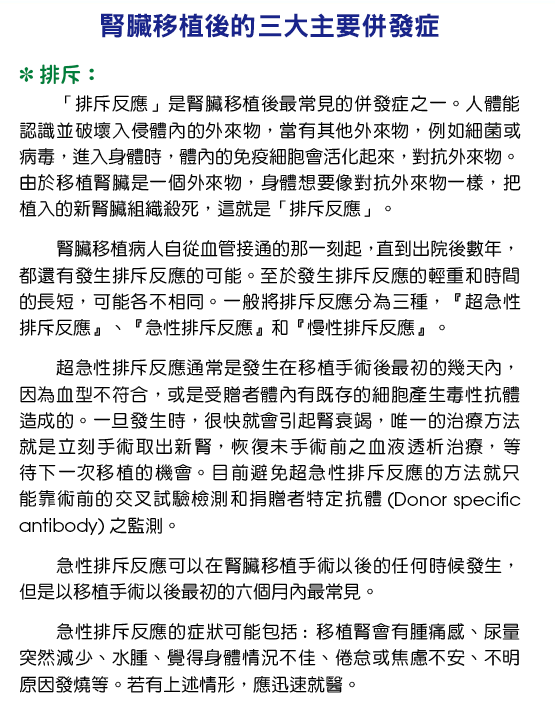 腎臟移植後的三大主要併發症
＊排斥：
「排斥反應」是腎臟移植後最常見的併發症之一。人體能
認識並破壞入侵體內的外來物，當有其他外來物，例如細菌或
病毒，進入身體時，體內的免疫細胞會活化起來，對抗外來物。
由於移植腎臟是一個外來物，身體想要像對抗外來物一樣，把
植入的新腎臟組織殺死，這就是「排斥反應」。
腎臟移植病人自從血管接通的那一刻起，直到出院後數年，
都還有發生排斥反應的可能。至於發生排斥反應的輕重和時間
的長短，可能各不相同。一般將排斥反應分為三種，『超急性
排斥反應』、『急性排斥反應』和『慢性排斥反應』。
超急性排斥反應通常是發生在移植手術後最初的幾天內，
因為血型不符合，或是受贈者體內有既存的細胞產生毒性抗體
造成的。一旦發生時，很快就會引起腎衰竭，唯一的治療方法
就是立刻手術取出新腎，恢復未手術前之血液透析治療，等
待下一次移植的機會。目前避免超急性排斥反應的方法就只
能靠術前的交叉試驗檢測和捐贈者特定抗體 (Donor specific
antibody) 之監測。
急性排斥反應可以在腎臟移植手術以後的任何時候發生，
但是以移植手術以後最初的六個月內最常見。
急性排斥反應的症狀可能包括：移植腎會有腫痛感、尿量
突然減少、水腫、覺得身體情況不佳、倦怠或焦慮不安、不明
原因發燒等。若有上述情形，應迅速就醫。